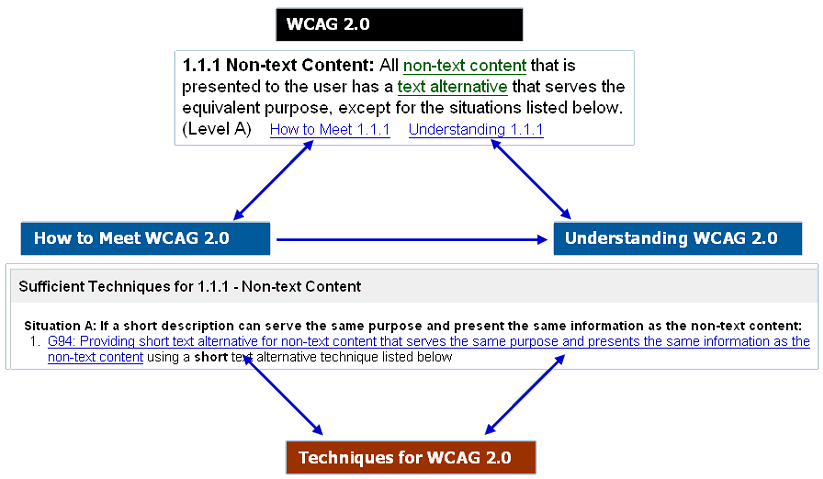 WCAG 2.0
1.1.1 Non-text Content: All non-text content that is
presented to the user has a text alternative that serves the
equivalent purpose, except for the situations listed below.
(Level A) How to Meet 1.1.1 Understanding 1.1.1
How to Meet WCAG 2.0
Understanding WCAG 2.0
Sufficient Techniques for 1.1.1 - Non-text Content
Situation A: If a short description can serve the same purpose and present the same information as the non-text content:
1. G94: Providing short text alternative for non-text content that serves the same purpose and presents the same information as the
non-text content using a short text alternative technique listed below
Techniques for WCAG 2.0